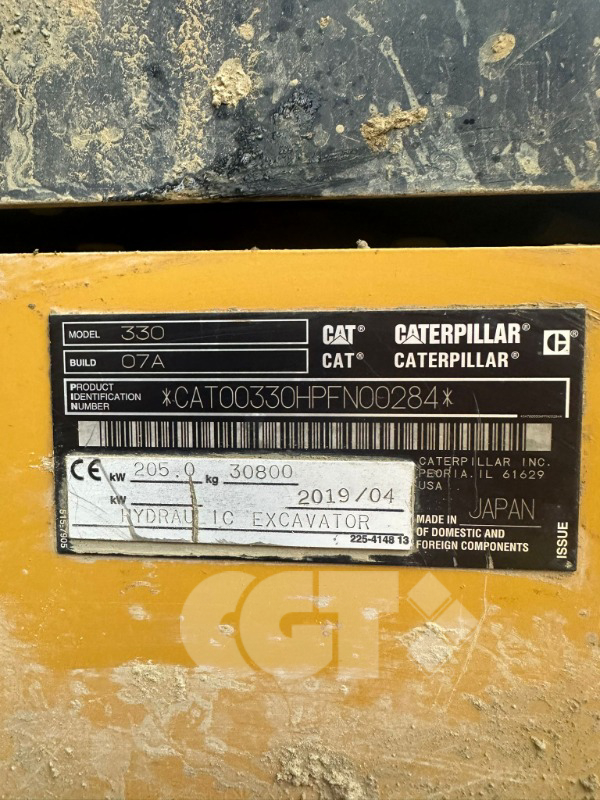 MODEL 330
BUILD 07A
CAT® CATERPILLAR® C®
CAT® CATERPILLAR®
PRODUCT IDENTIFICATION NUMBER *CAT00330HPFN00284*
CE kW 205.0 kg 30800
kW 2019/04
HYDRAULIC EXCAVATOR
225-4148 13
CATERPILLAR INC.
PEORIA, IL 61629
USA
MADE IN JAPAN
OF DOMESTIC AND
FOREIGN COMPONENTS
ISSUE
CGT